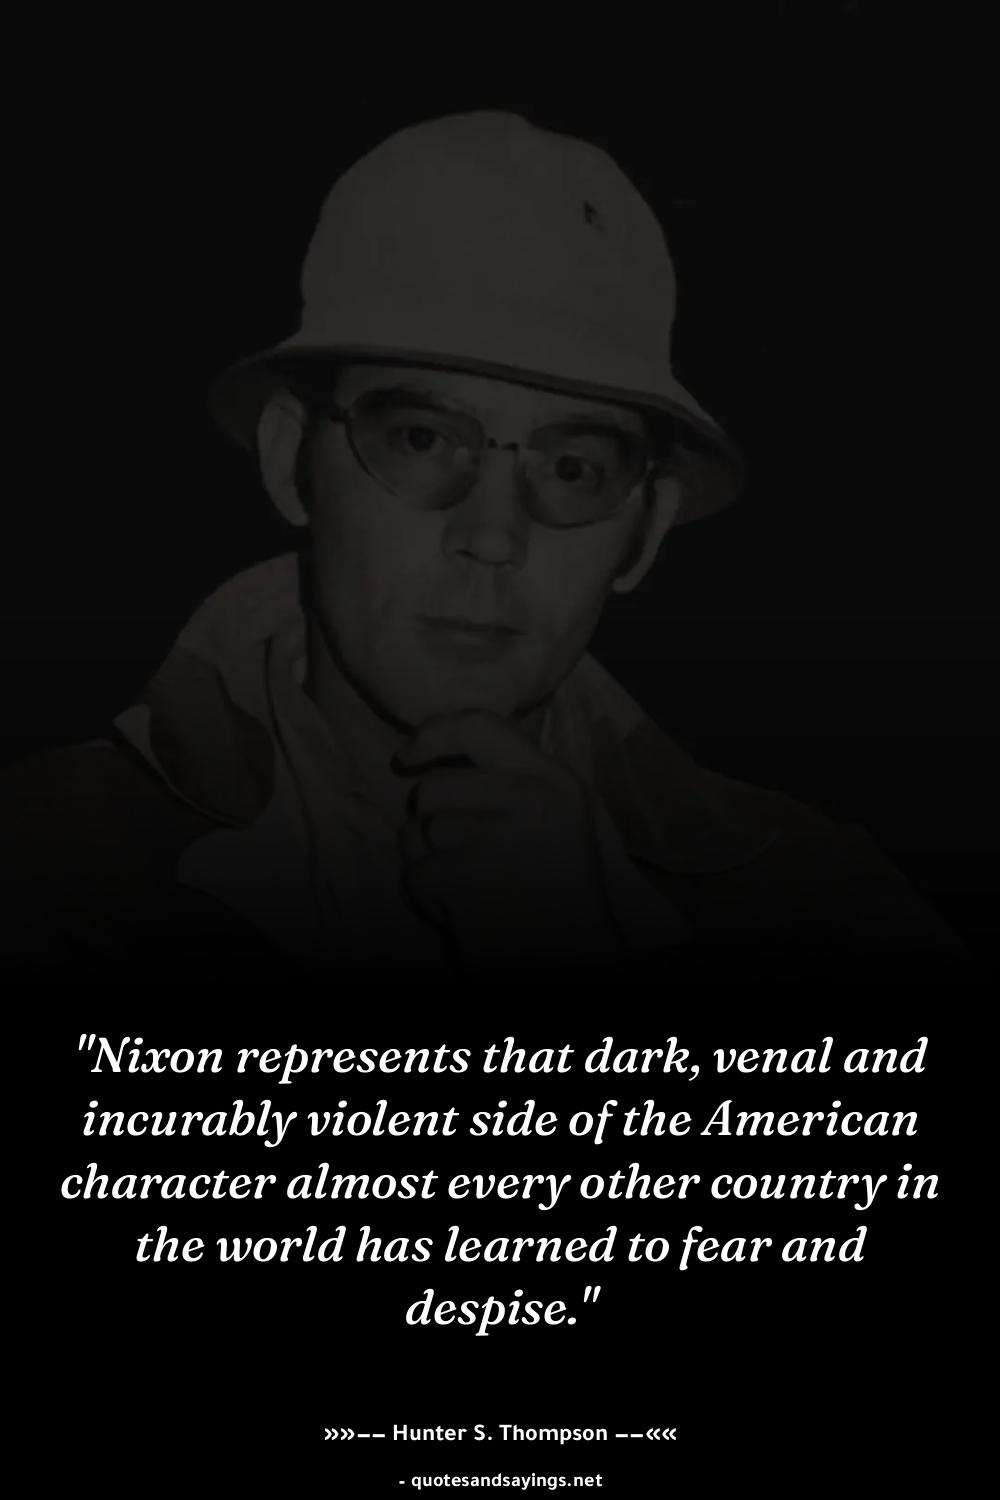 "Nixon represents that dark, venal and
incurably violent side of the American
character almost every other country in
the world has learned to fear and
despise."
»»−− Hunter S. Thompson −−««
- quotesandsayings.net